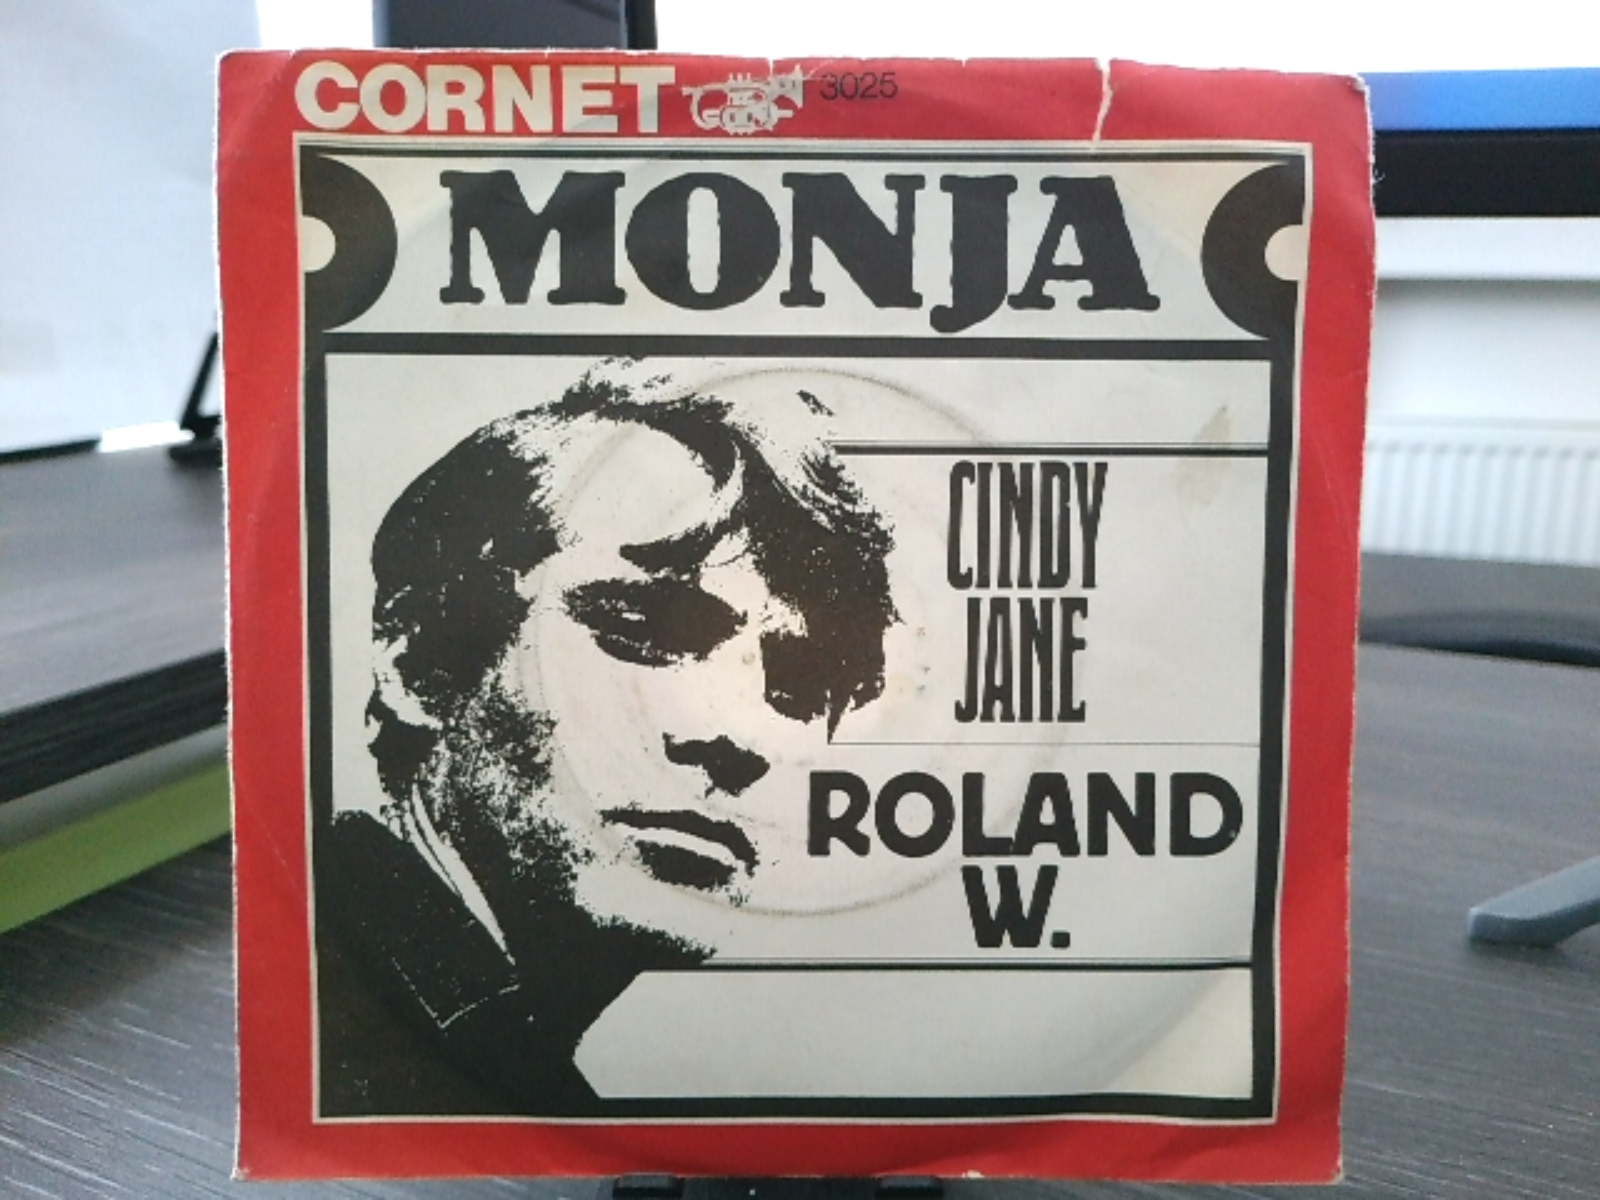 CORNET 3025
MONJA
CINDY
JANE
ROLAND
W.